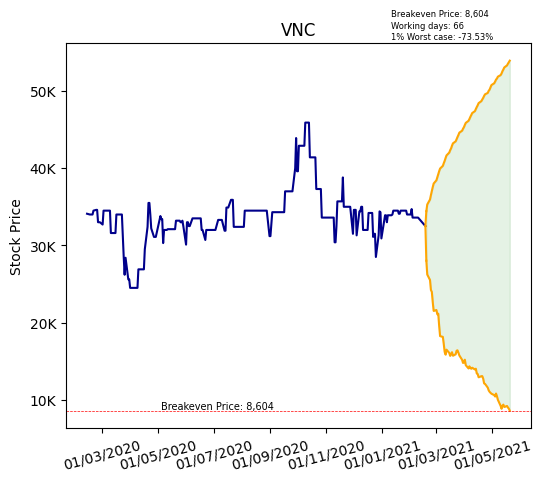 Breakeven Price: 8,604
Working days: 66
1% Worst case: -73.53%
VNC
Stock Price
50K
40K
30K
20K
10K
Breakeven Price: 8,604
01/03/2020
01/05/2020
01/07/2020
01/09/2020
01/11/2020
01/01/2021
01/03/2021
01/05/2021